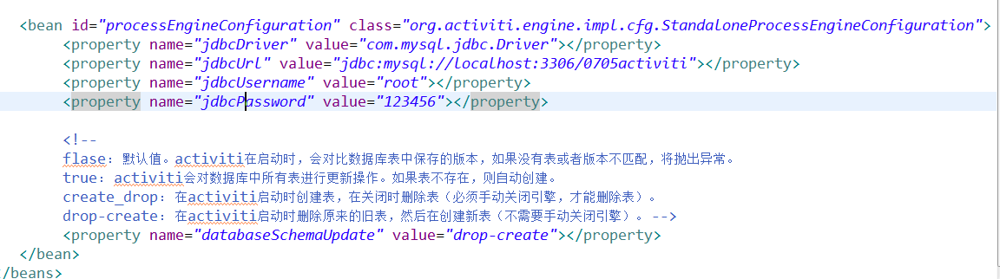 <bean id="processEngineConfiguration" class="org.activiti.engine.impl.cfg.StandaloneProcessEngineConfiguration">
<property name="jdbcDriver" value="com.mysql.jdbc.Driver"></property>
<property name="jdbcUrl" value="jdbc:mysql://localhost:3306/0705activiti"></property>
<property name="jdbcUsername" value="root"></property>
<property name="jdbcPassword" value="123456"></property>
<!--
flase：默认值。activiti在启动时，会对比数据库表中保存的版本，如果没有表或者版本不匹配，将抛出异常。
true：activiti会对数据库中所有表进行更新操作。如果表不存在，则自动创建。
create_drop：在activiti启动时创建表，在关闭时删除表（必须手动关闭引擎，才能删除表）。
drop-create：在activiti启动时删除原来的旧表，然后在创建新表（不需要手动关闭引擎）。-->
<property name="databaseSchemaUpdate" value="drop-create"></property>
</bean>
/beans>